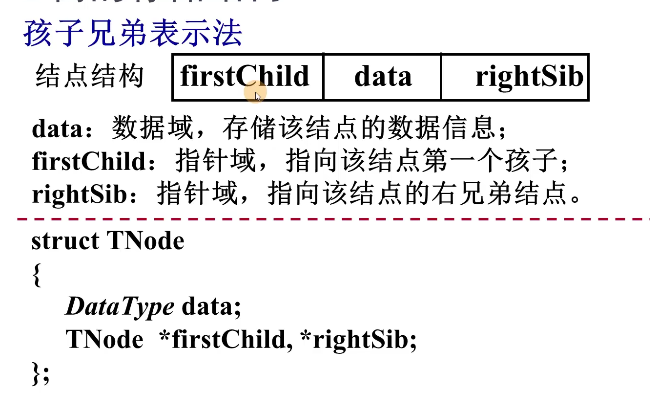 孩子兄弟表示法
结点结构 firstChild data rightSib
data：数据域，存储该结点的数据信息；
firstChild：指针域，指向该结点第一个孩子；
rightSib：指针域，指向该结点的右兄弟结点。
struct TNode
{
DataType data;
TNode *firstChild, *rightSib;
};